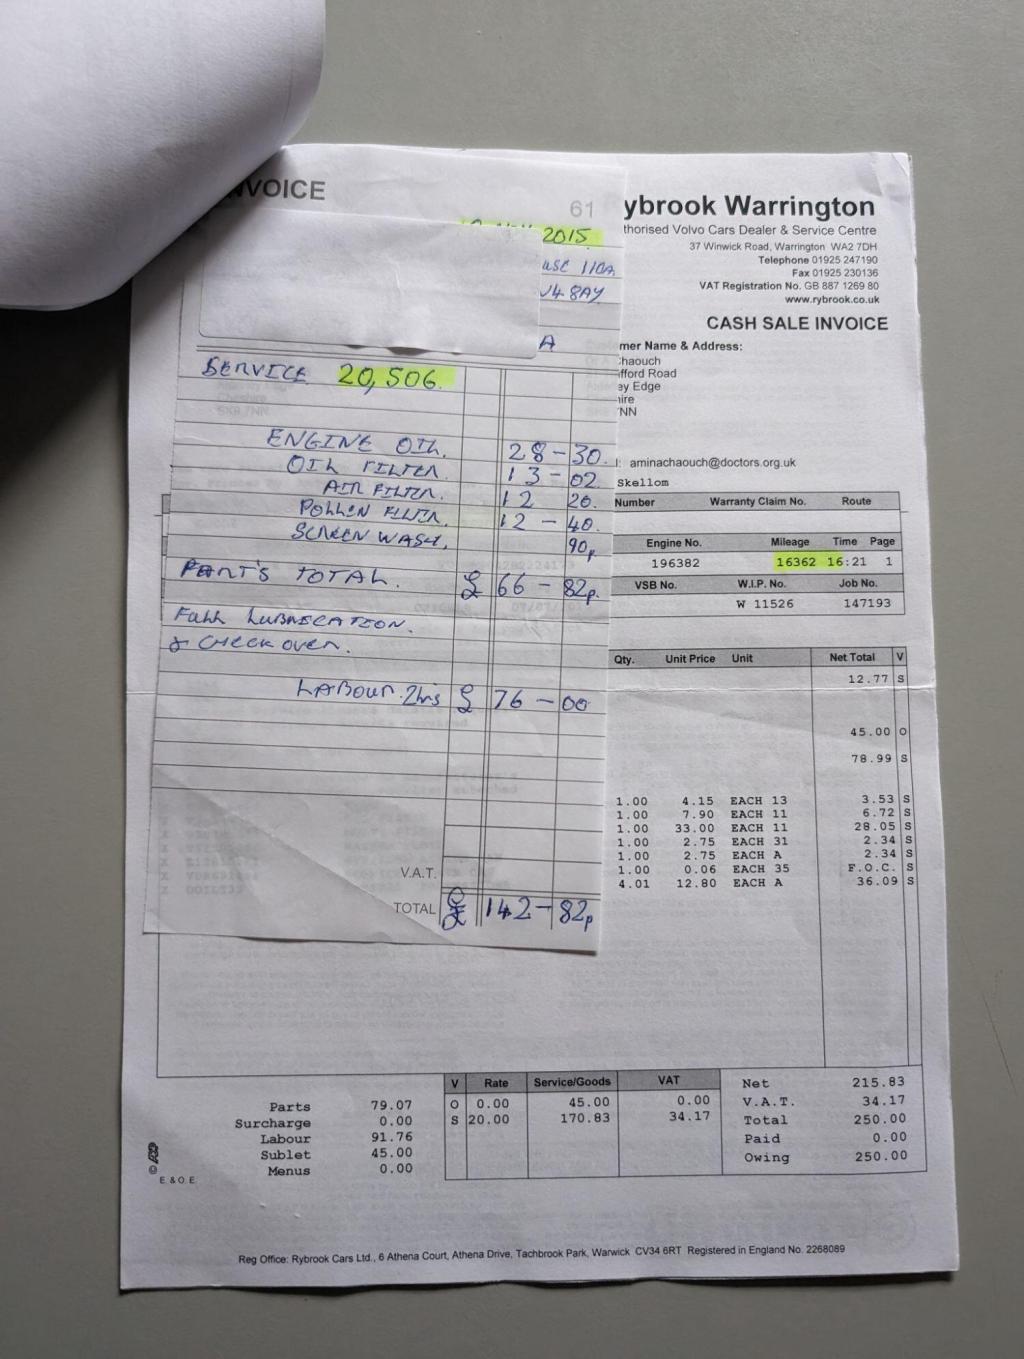 VOICE
61
2015
110A
8AY
A
SERVICE 20,506.
ENGINE OIL. 28-30.
OIL FILTER 13-02
AIR FILTER. 12 20.
POLLEN FILTER. 12-40.
SCREEN WASH. 90p
PARTS TOTAL. £ 66-82p.
FULL LUBRICATION.
& CHECK OVER.
LABOUR. 2hrs £ 76-00
V.A.T.
TOTAL £ 142-82p
ybrook Warrington
thorised Volvo Cars Dealer & Service Centre
37 Winwick Road, Warrington WA2 7DH
Telephone 01925 247190
Fax 01925 230136
VAT Registration No. GB 887 1269 80
www.rybrook.co.uk
CASH SALE INVOICE
mer Name & Address:
Chaouch
fford Road
ey Edge
ire
7NN
aminachaouch@doctors.org.uk
Skellom
Number Warranty Claim No. Route
Engine No. Mileage Time Page
196382 16362 16:21 1
VSB No. W.I.P. No. Job No.
W 11526 147193
Qty. Unit Price Unit Net Total V
12.77 S
45.00 O
78.99 S
1.00 4.15 EACH 13 3.53 S
1.00 7.90 EACH 11 6.72 S
1.00 33.00 EACH 11 28.05 S
1.00 2.75 EACH 31 2.34 S
1.00 2.75 EACH A 2.34 S
1.00 0.06 EACH 35 F.O.C. S
4.01 12.80 EACH A 36.09 S
Parts 79.07
Surcharge 0.00
Labour 91.76
Sublet 45.00
Menus 0.00
V Rate Service/Goods VAT
O 0.00 45.00 0.00
S 20.00 170.83 34.17
Net 215.83
V.A.T. 34.17
Total 250.00
Paid 0.00
Owing 250.00
E. & O. E.
Reg Office: Rybrook Cars Ltd., 6 Athena Court, Athena Drive, Tachbrook Park, Warwick CV34 6RT Registered in England No. 2268089